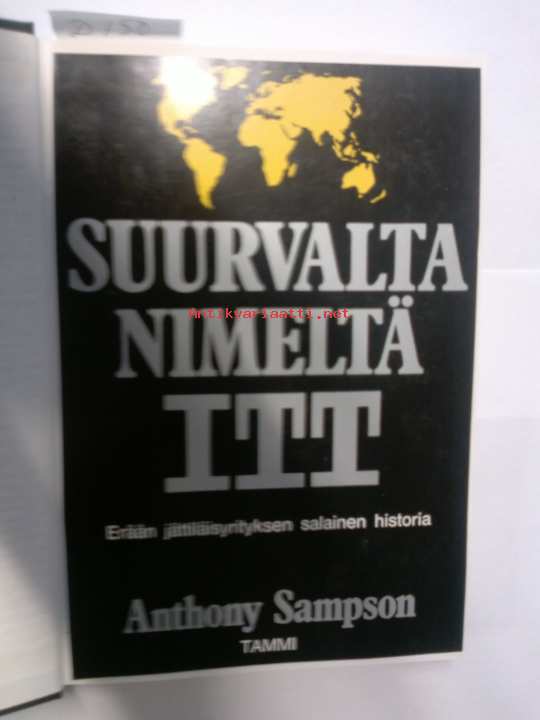 SUURVALTA
Antikvariaatti.net
NIMELTÄ
ITT
Erään jättiläisyrityksen salainen historia
Anthony Sampson
TAMMI